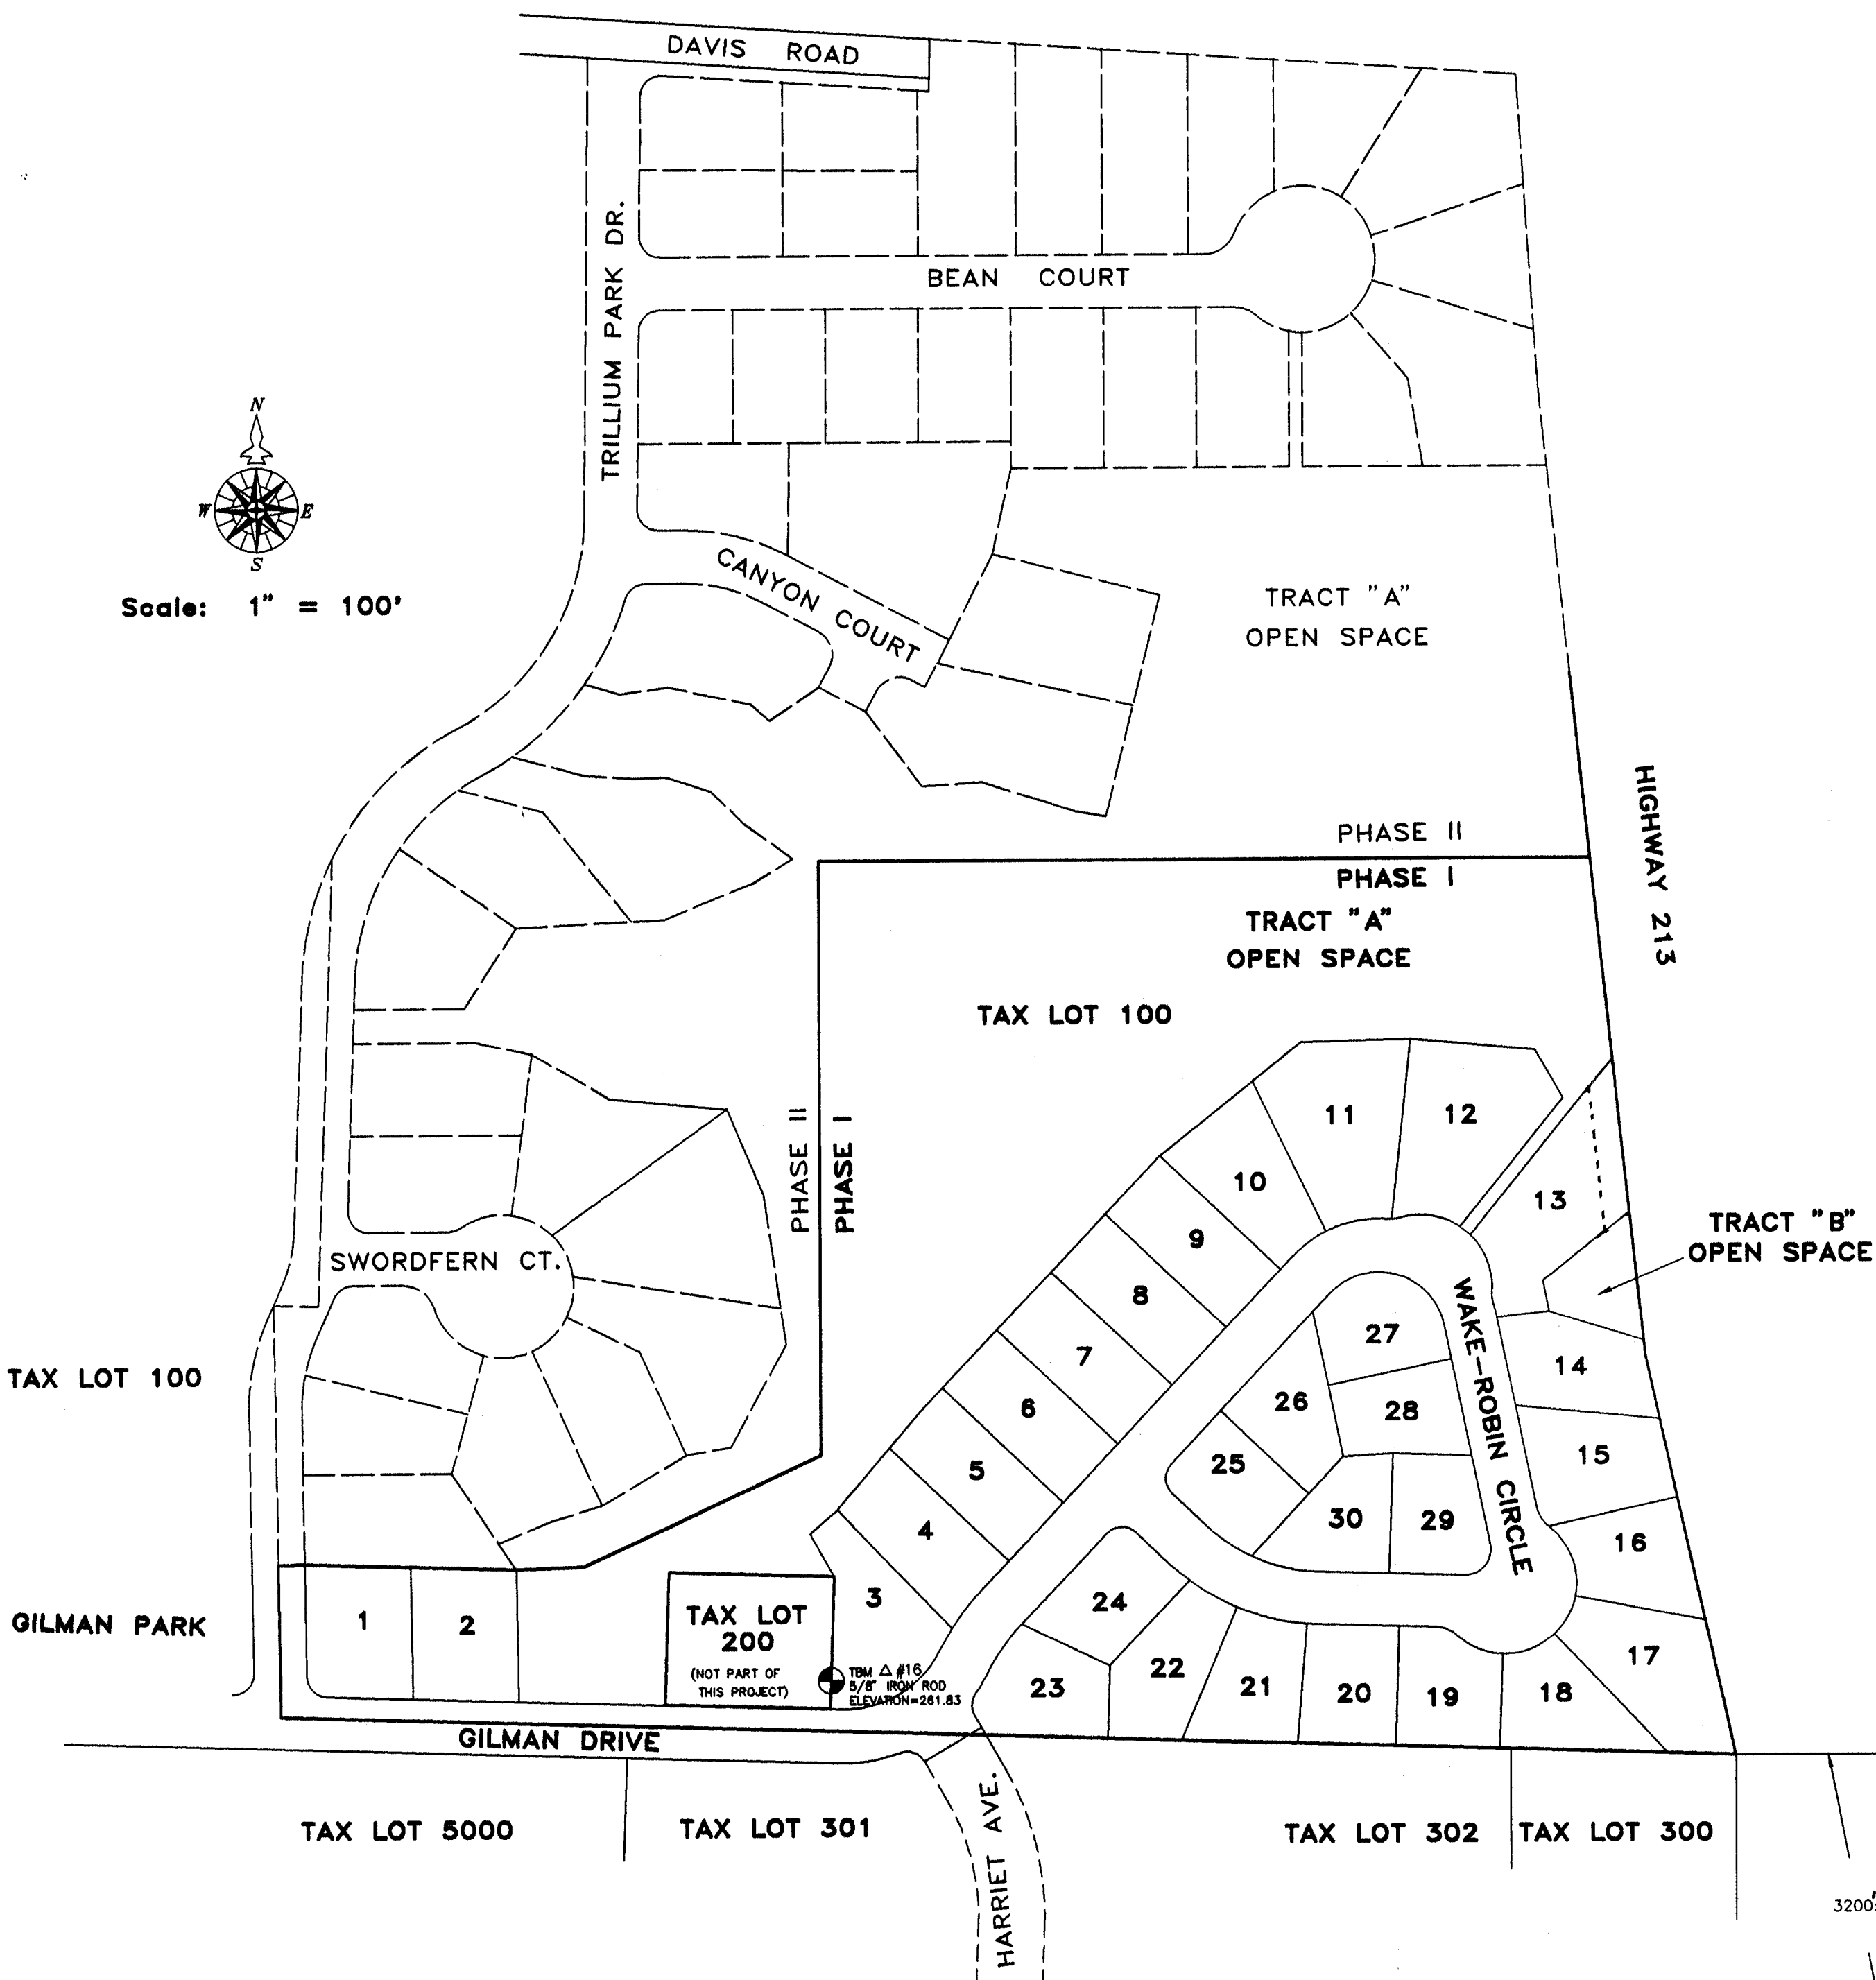 DAVIS ROAD
TRILLIUM PARK DR.
BEAN COURT
N
W E
S
Scale: 1" = 100'
CANYON COURT
TRACT "A"
OPEN SPACE
HIGHWAY 213
PHASE II
PHASE I
TRACT "A"
OPEN SPACE
TAX LOT 100
PHASE II
PHASE I
11
12
10
13
9
TRACT "B"
OPEN SPACE
SWORDFERN CT.
8
WAKE-ROBIN CIRCLE
27
7
14
TAX LOT 100
26
28
6
15
25
5
30
29
4
16
24
3
GILMAN PARK
1
2
TAX LOT
200
(NOT PART OF
THIS PROJECT)
TBM △ #16
5/8" IRON ROD
ELEVATION=261.83
17
22
23
21
20
19
18
GILMAN DRIVE
HARRIET AVE.
TAX LOT 5000
TAX LOT 301
TAX LOT 302
TAX LOT 300